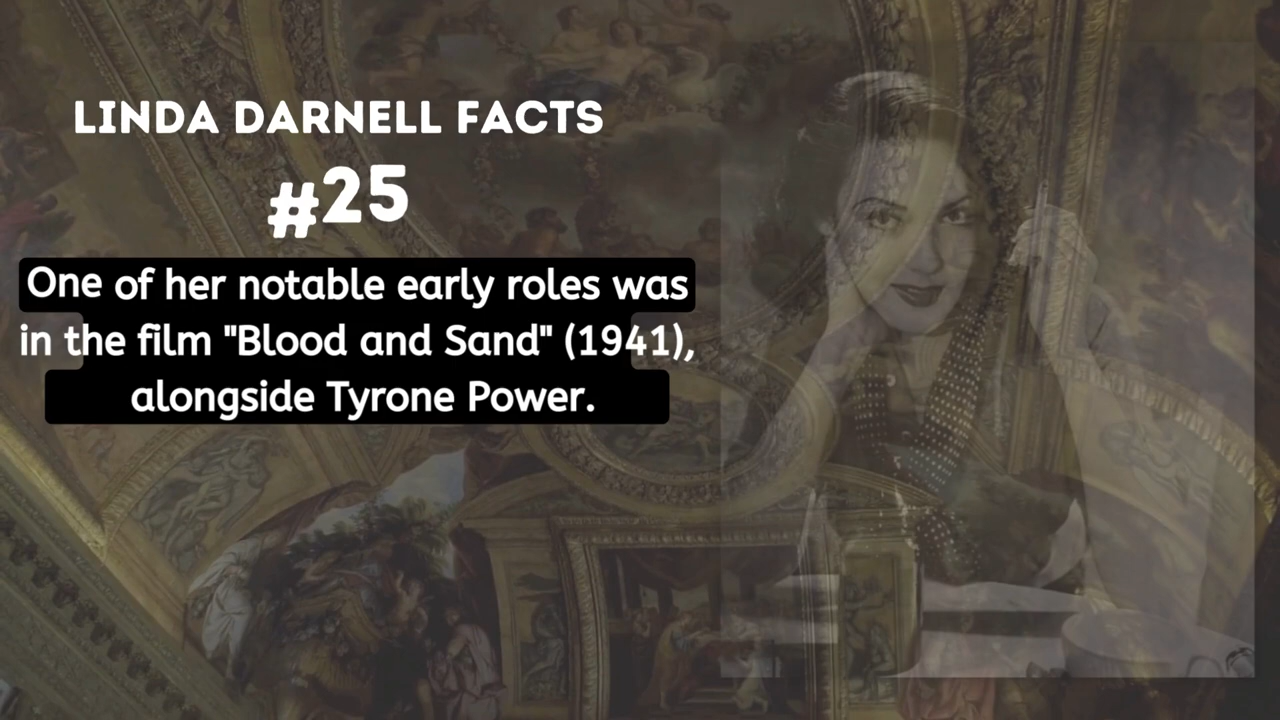 LINDA DARNELL FACTS
#25
One of her notable early roles was
in the film "Blood and Sand" (1941),
alongside Tyrone Power.